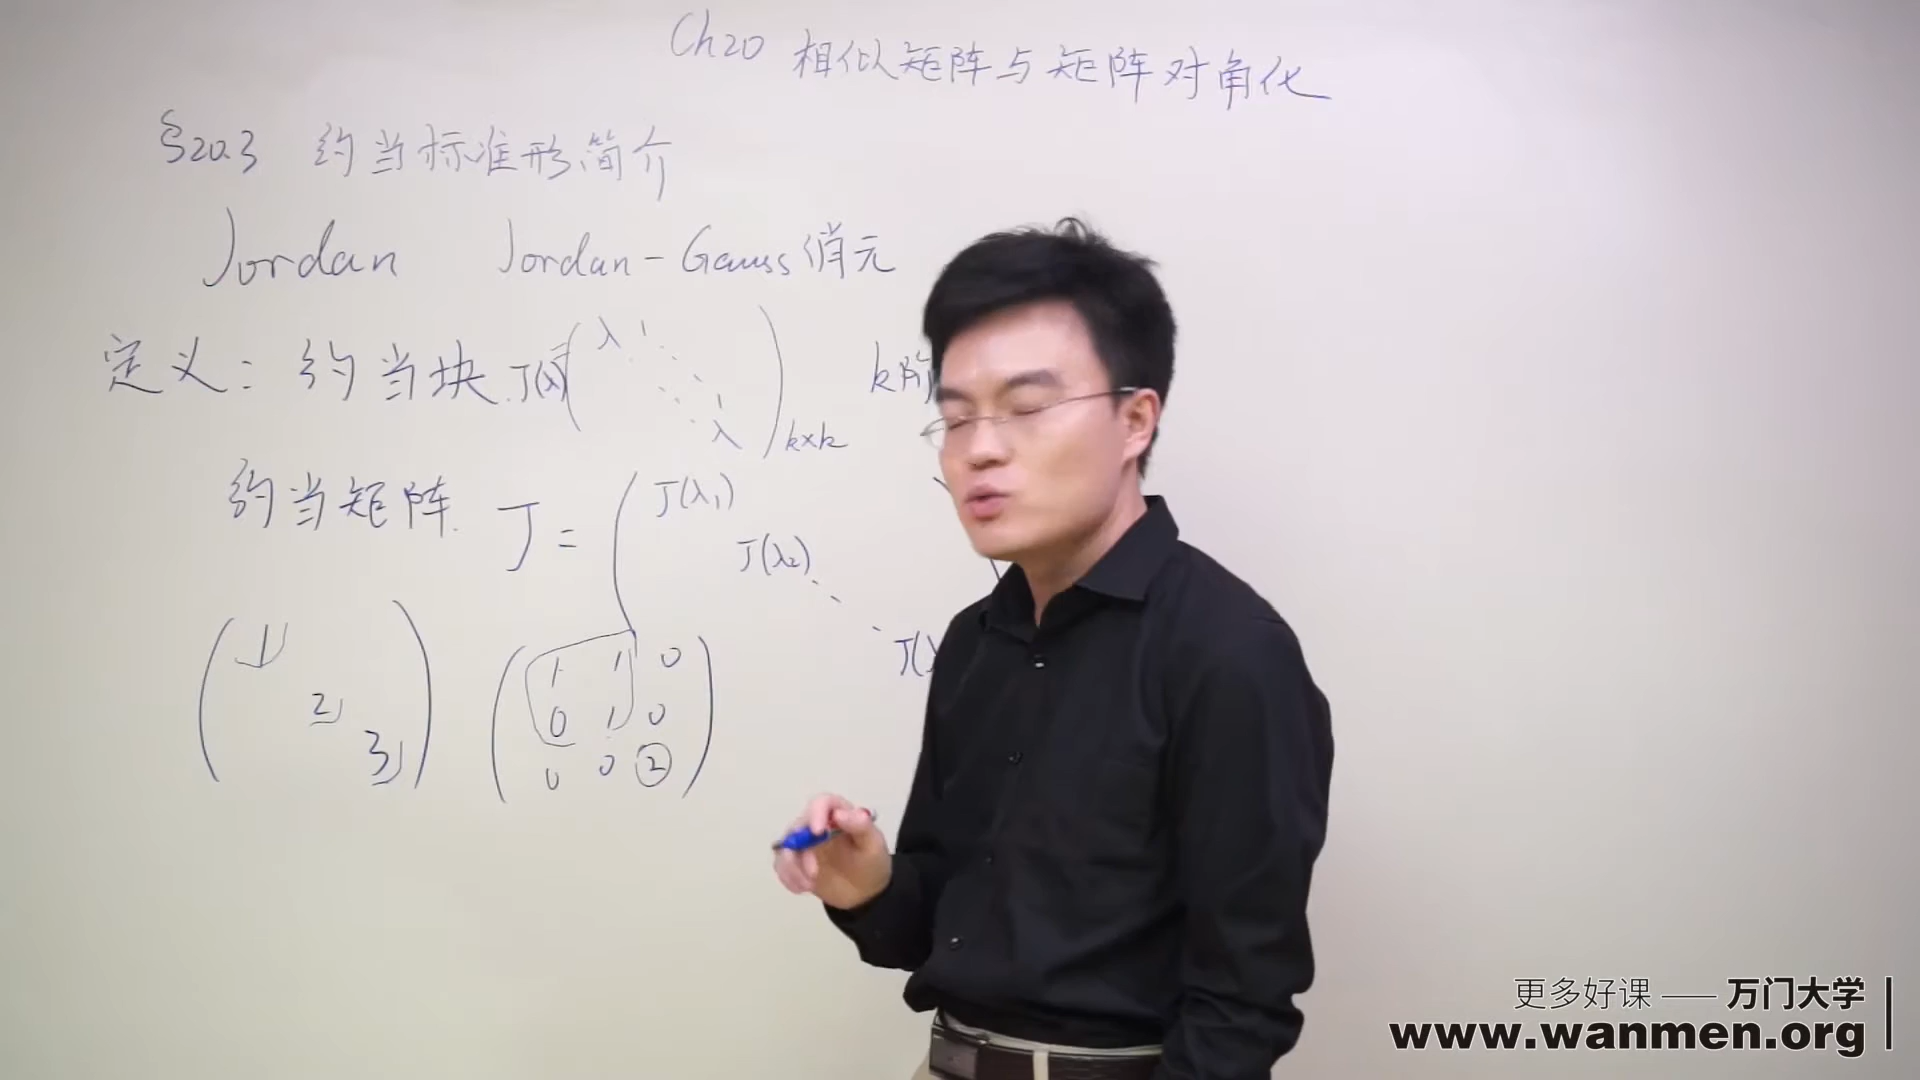 Ch20 相似矩阵与矩阵对角化
§20.3 约当标准形简介
Jordan Jordan-Gauss消元
定义: 约当块 J(λ)= ( λ 1 ⋱ ⋱ 1 λ ) k×k k阶
约当矩阵 J = ( J(λ1)
J(λ2)
⋱
J(λ
( 1 2 3 )
( 1 1 0
0 1 0
0 0 2 )
更多好课 —— 万门大学
www.wanmen.org